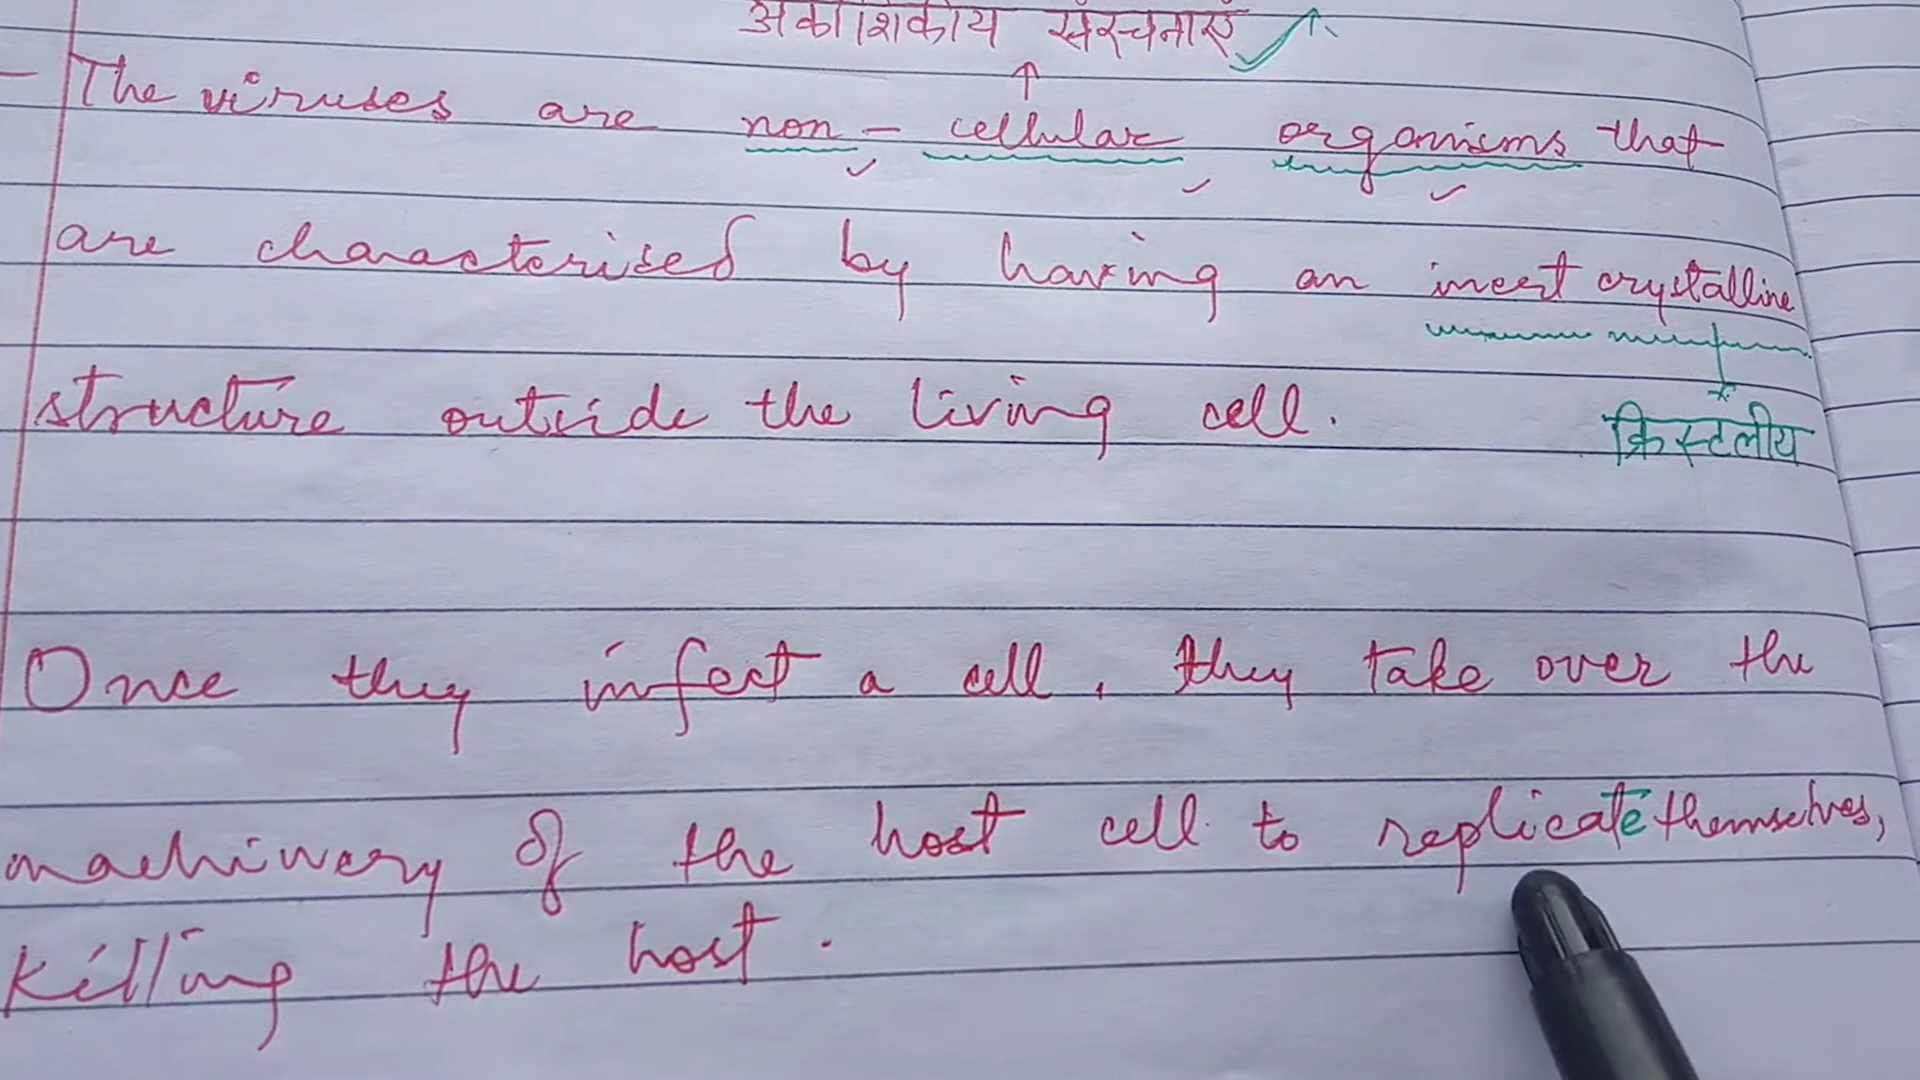 अकोशिकीय संरचनाएं
- The viruses are non - cellular organisms that
are characterised by having an inert crystalline
structure outside the living cell.
क्रिस्टलीय
Once they infect a cell, they take over the
machinery of the host cell to replicate themselves,
killing the host.